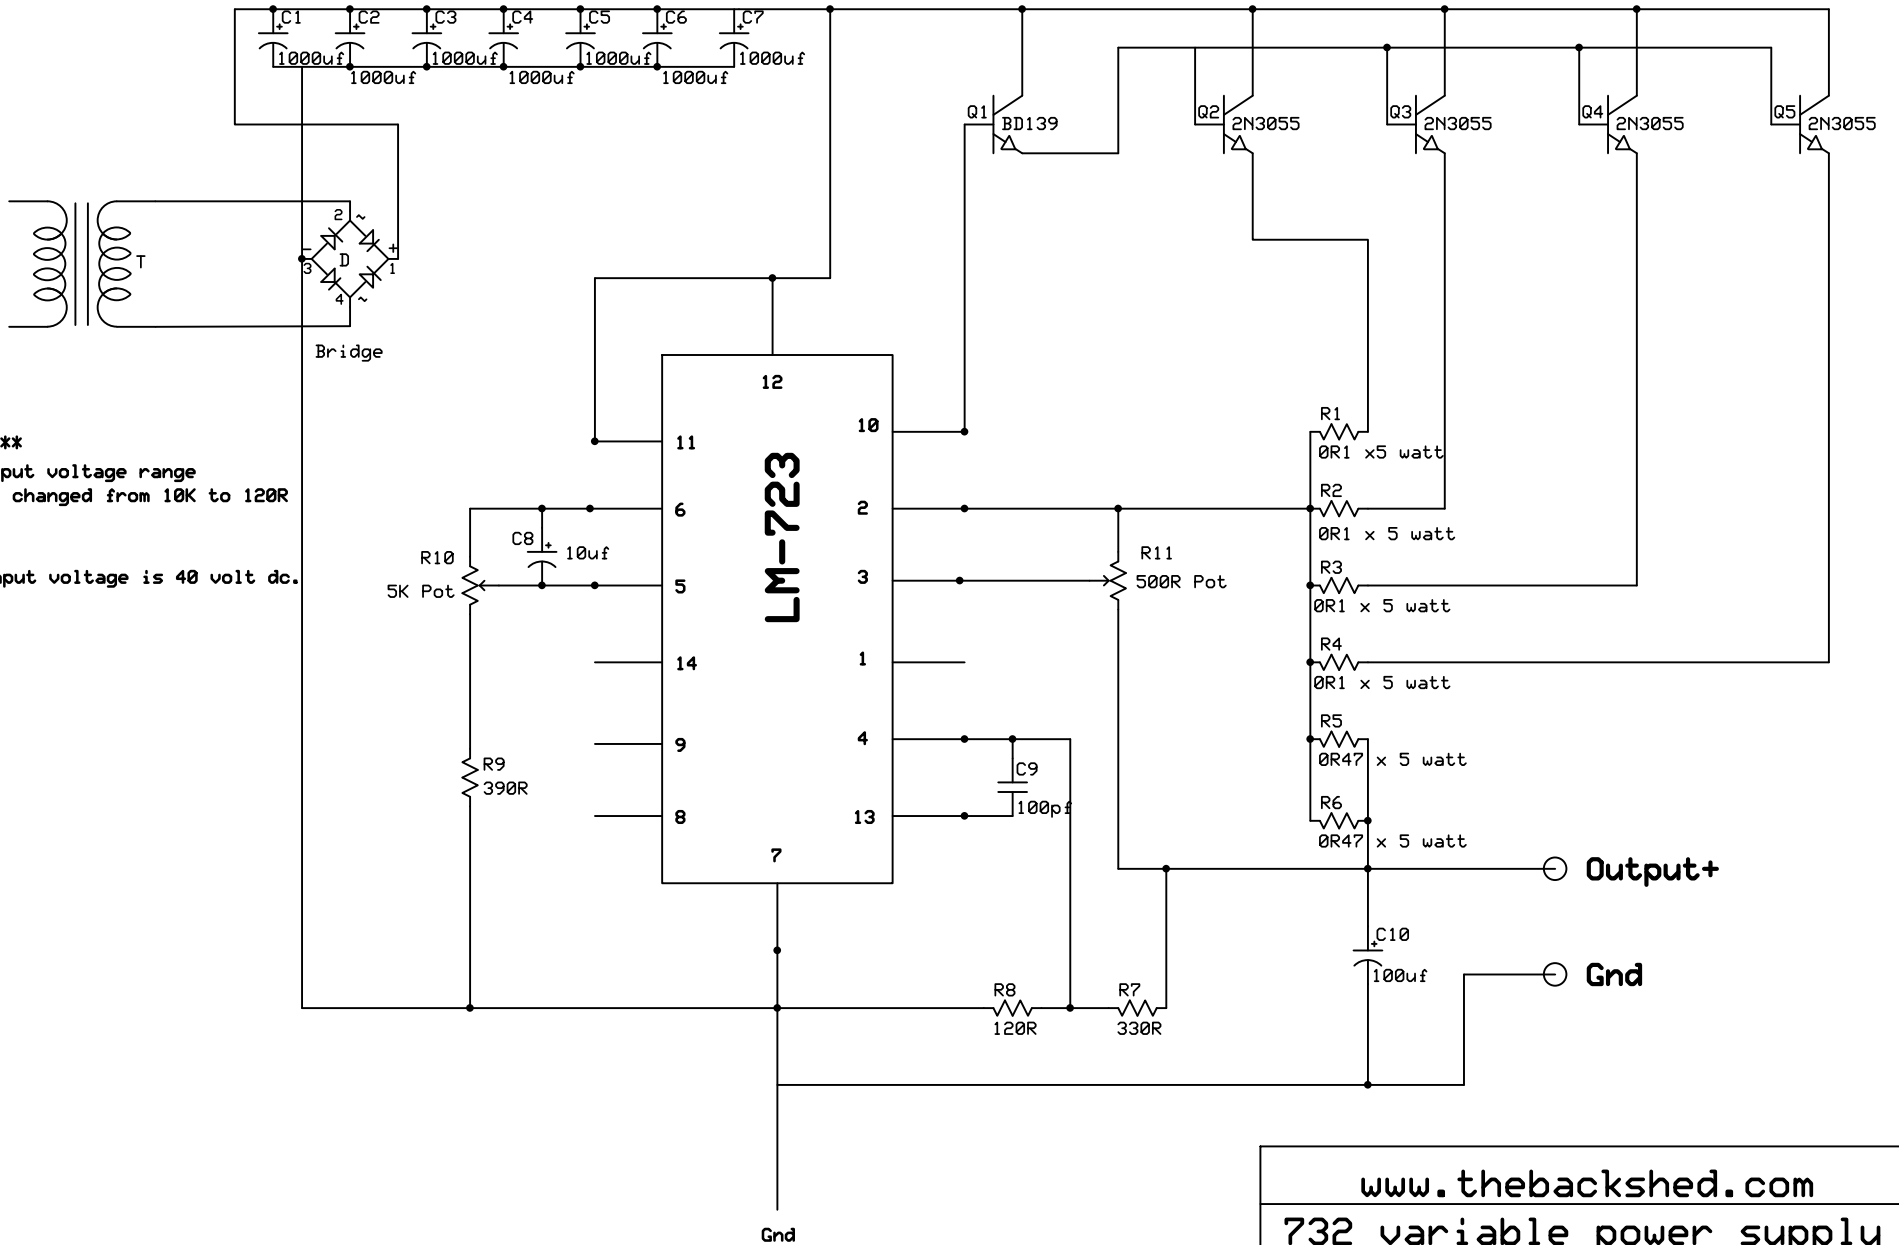 C1
C2
C3
C4
C5
C6
C7
+
+
+
+
+
+
+
1000uf
1000uf
1000uf
1000uf
1000uf
1000uf
1000uf
Q1
BD139
Q2
2N3055
Q3
2N3055
Q4
2N3055
Q5
2N3055
T
2 ~
- +
3 D 1
4 ~
Bridge
**
put voltage range
changed from 10K to 120R
put voltage is 40 volt dc.
12
11
10
6
2
5
3
14
1
9
4
8
13
7
LM-723
C8
+
10uf
R10
5K Pot
R9
390R
R11
500R Pot
C9
100pf
R1
0R1 x5 watt
R2
0R1 x 5 watt
R3
0R1 x 5 watt
R4
0R1 x 5 watt
R5
0R47 x 5 watt
R6
0R47 x 5 watt
Output+
C10
+
100uf
Gnd
R8
120R
R7
330R
Gnd
www.thebackshed.com
732 variable power supply